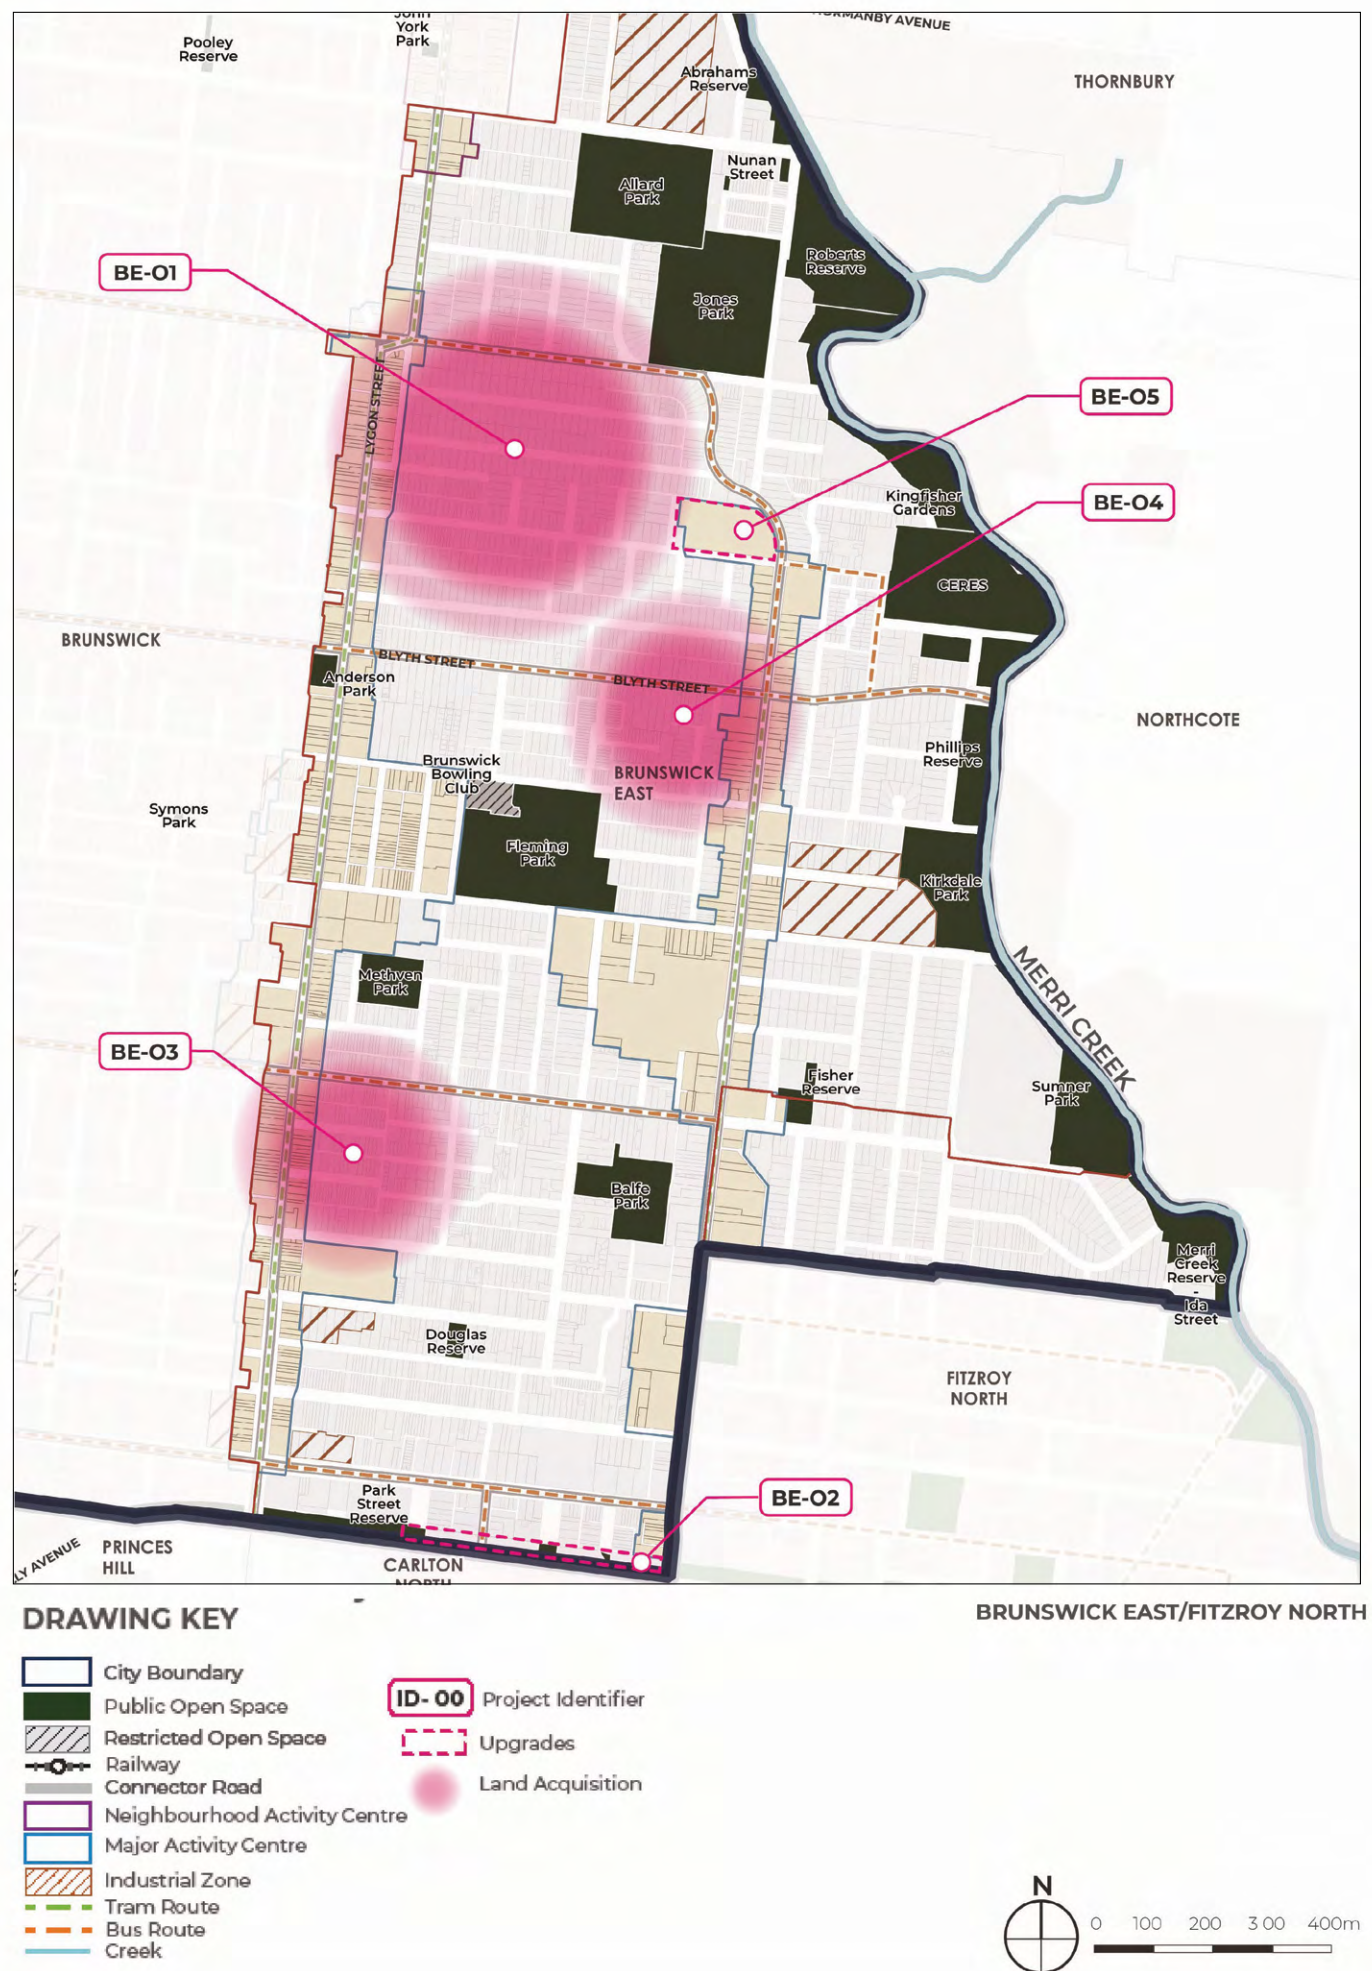 York
Park
AVENUE
Pooley
Reserve
Abrahams
Reserve
THORNBURY
Nunan
Street
Allard
Park
Roberts
Reserve
BE-01
Jones
Park
LYGON STREET
BE-05
Kingfisher
Gardens
BE-04
CERES
BRUNSWICK
BLYTH STREET
BLYTH STREET
Anderson
Park
NORTHCOTE
Phillips
Reserve
Brunswick
Bowling
Club
BRUNSWICK
EAST
Symons
Park
Fleming
Park
Kirkdale
Park
MERRI CREEK
Methven
Park
BE-03
Fisher
Reserve
Sumner
Park
Balfe
Park
Merri
Creek
Reserve
-
Ida
Street
Douglas
Reserve
FITZROY
NORTH
Park
Street
Reserve
BE-02
AVENUE
PRINCES
HILL
CARLTON
NORTH
DRAWING KEY
BRUNSWICK EAST/FITZROY NORTH
City Boundary
Public Open Space
Restricted Open Space
Railway
Connector Road
Neighbourhood Activity Centre
Major Activity Centre
Industrial Zone
Tram Route
Bus Route
Creek
ID- 00 Project Identifier
Upgrades
Land Acquisition
N
0 100 200 300 400m